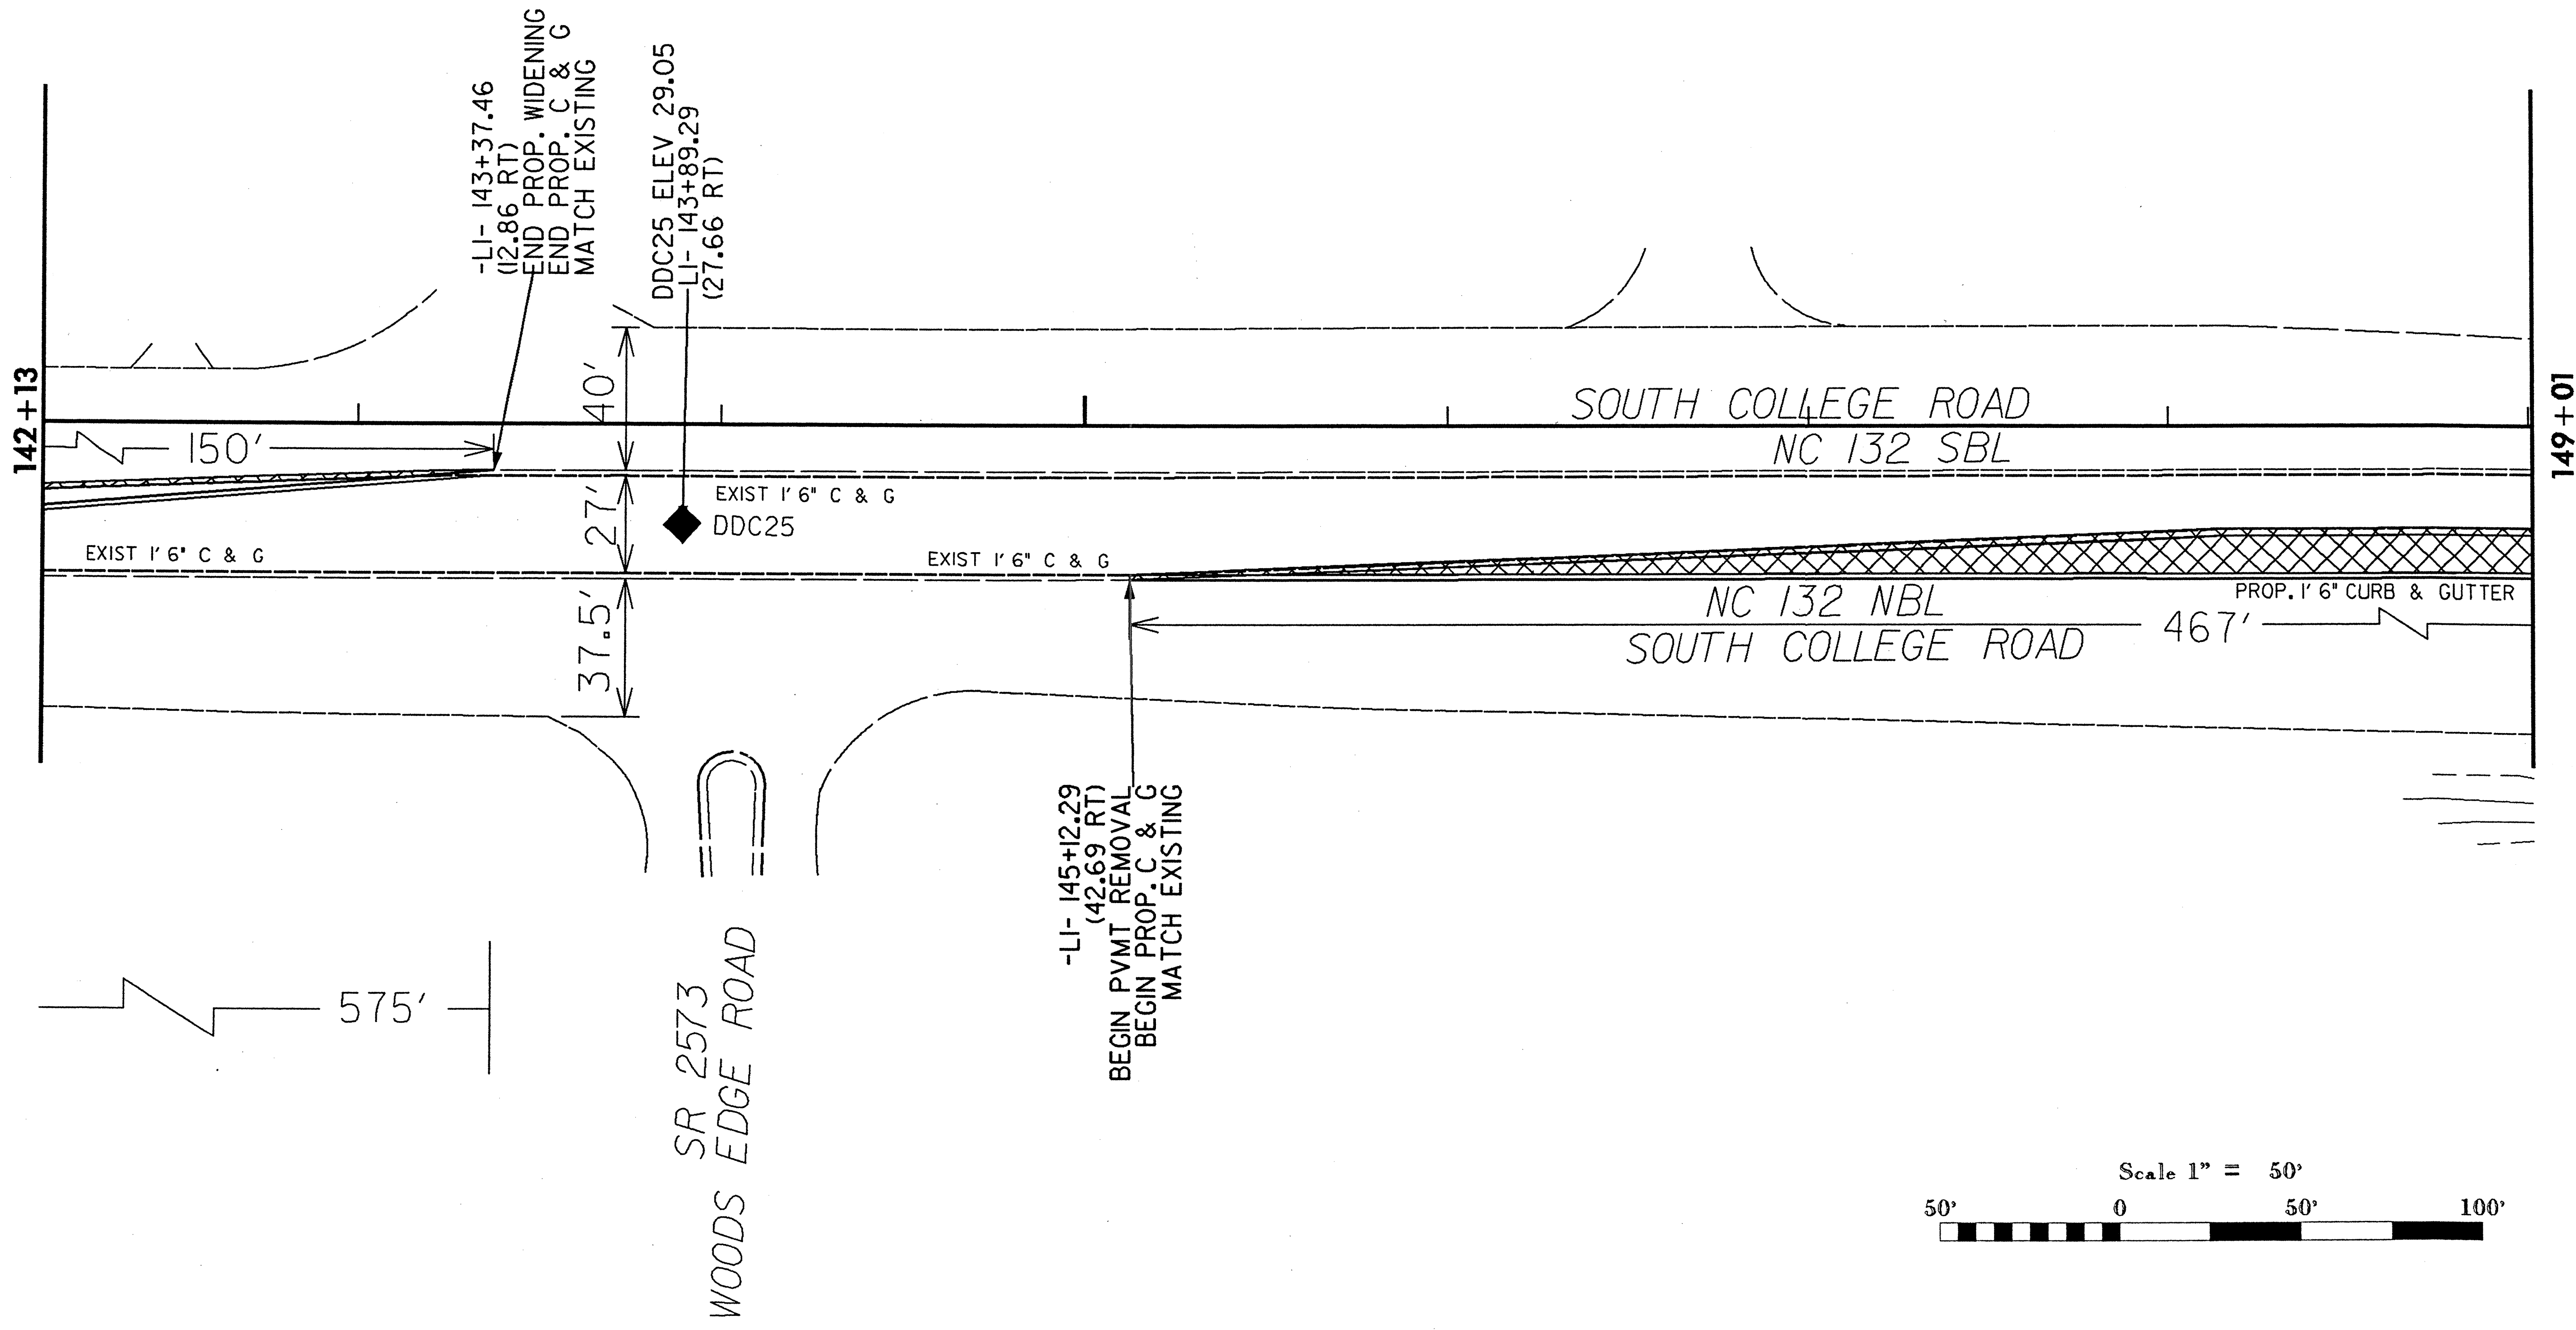 -L1- 143+37.46
(12.86 RT)
END PROP. WIDENING
END PROP. C & G
MATCH EXISTING
DDC25 ELEV 29.05
L1- 143+89.29
(27.66 RT)
142+13
149+01
40'
SOUTH COLLEGE ROAD
150'
NC 132 SBL
EXIST 1' 6" C & G
27'
DDC25
EXIST 1' 6" C & G
EXIST 1' 6" C & G
37.5'
NC 132 NBL
PROP. 1' 6" CURB & GUTTER
467'
SOUTH COLLEGE ROAD
-L1- 145+12.29
(42.69 RT)
BEGIN PVMT REMOVAL
BEGIN PROP. C & G
MATCH EXISTING
575'
SR 2573
WOODS EDGE ROAD
Scale 1" = 50'
50' 0 50' 100'